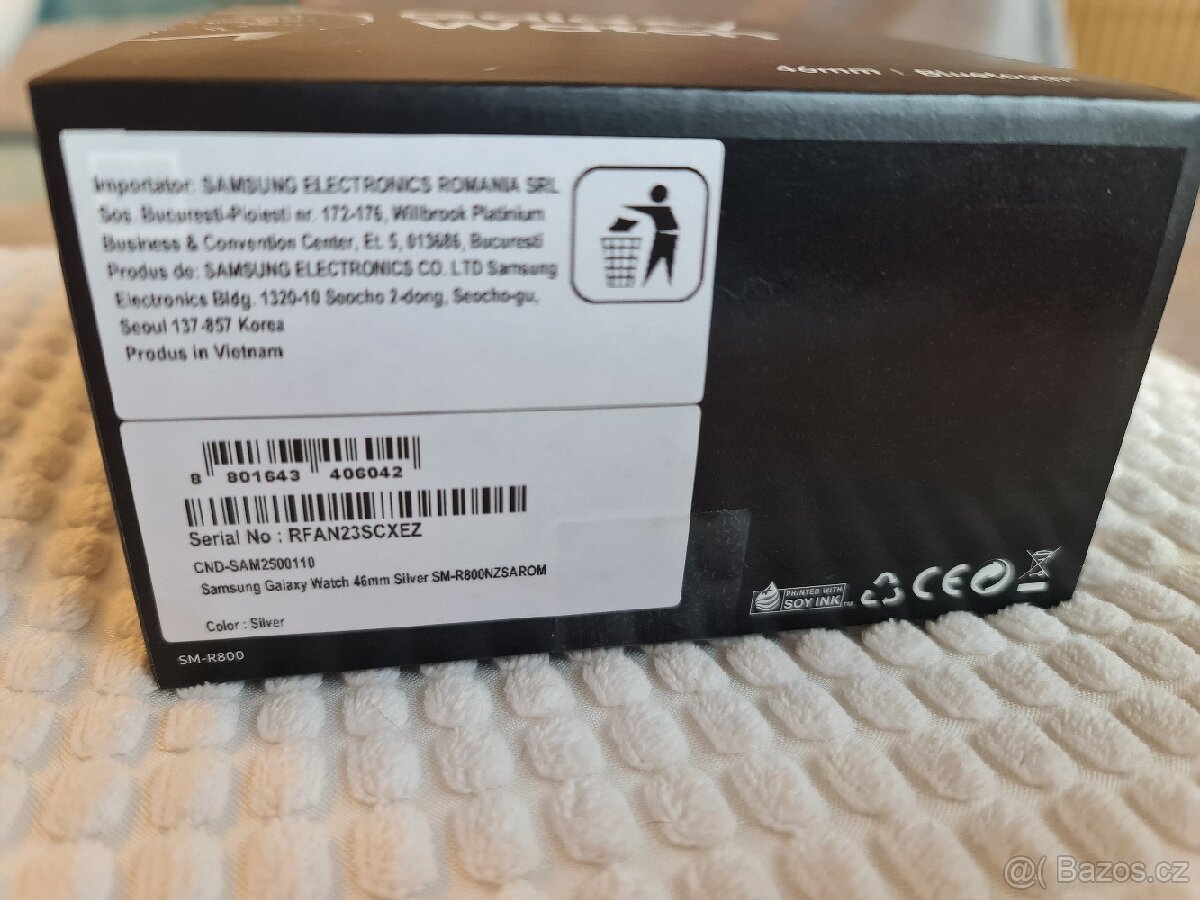 Galaxy
Watch
46mm | Bluetooth
Importator: SAMSUNG ELECTRONICS ROMANIA SRL
Sos. Bucuresti-Ploiesti nr. 172-176, Willbrook Platinium
Business & Convention Center, Et. 5, 013686, Bucuresti
Produs de: SAMSUNG ELECTRONICS CO. LTD Samsung
Electronics Bldg. 1320-10 Seocho 2-dong, Seocho-gu,
Seoul 137-857 Korea
Produs in Vietnam
8 801643 406042
Serial No : RFAN23SCXEZ
CND-SAM2500110
Samsung Galaxy Watch 46mm Silver SM-R800NZSAROM
Color : Silver
SM-R800
PRINTED WITH
SOY INK™
CE
@( Bazos.cz